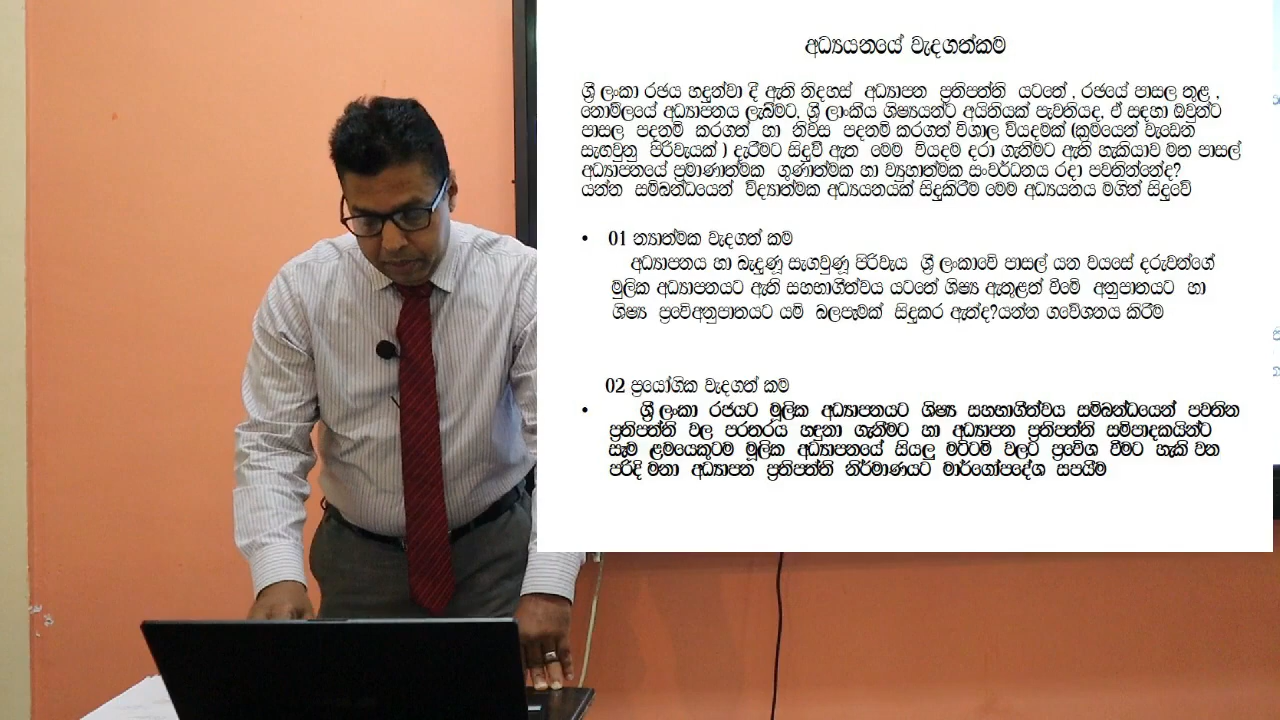 අධ්‍යයනයේ වැදගත්කම
ශ්‍රී ලංකා රජය හදුන්වා දී ඇති නිදහස් අධ්‍යාපන ප්‍රතිපත්ති යටතේ , රජයේ පාසල තුළ ,
නොමිලයේ අධ්‍යාපනය ලැබීමට, ශ්‍රී ලාංකීය ශිෂ්‍යයන්ට අයිතියක් පැවතියද, ඒ සඳහා ඔවුන්ට
පාසල පදනම් කරගත් හා නිවස පදනම් කරගත් විශාල වියදමක් (ක්‍රමයෙන් වැඩෙන
සැඟවුනු පිරිවැයක් ) දැරීමට සිදුවී ඇත මෙම වියදම දරා ගැනීමට ඇති හැකියාව මත පාසල්
අධ්‍යාපනයේ ප්‍රමාණාත්මක ගුණාත්මක හා ව්‍යුහාත්මක සංවර්ධනය රදා පවතින්නේද?
යන්න සම්බන්ධයෙන් විද්‍යාත්මක අධ්‍යයනයක් සිදුකිරීම මෙම අධ්‍යයනය මගින් සිදුවේ
• 01 න්‍යාත්මක වැදගත් කම
අධ්‍යාපනය හා බැදුණූ සැගවුණු පිරිවැය ශ්‍රී ලංකාවේ පාසල් යන වයසේ දරුවන්ගේ
මුලික අධ්‍යාපනයට ඇති සහභාගීත්වය යටතේ ශිෂ්‍ය ඇතුළත් වීමේ අනුපාතයට හා
ශිෂ්‍ය ප්‍රවේඅනුපාතයට යම් බලපෑමක් සිදුකර ඇත්ද?යන්න ගවේශනය කිරීම
02 ප්‍රයෝගික වැදගත් කම
• ශ්‍රී ලංකා රජයට මූලික අධ්‍යාපනයට ශිෂ්‍ය සහභාගීත්වය සම්බන්ධයෙන් පවතින
ප්‍රතිපත්ති වල පරතරය හඳුනා ගැනීමට හා අධ්‍යාපන ප්‍රතිපත්ති සම්පාදකයින්ට
සෑම ළමයෙකුටම මූලික අධ්‍යාපනයේ සියලු මට්ටම් වලට ප්‍රවේශ වීමට හැකි වන
පරිදි මනා අධ්‍යාපන ප්‍රතිපත්ති නිර්මාණයට මාර්ගෝපදේශ සපයීම